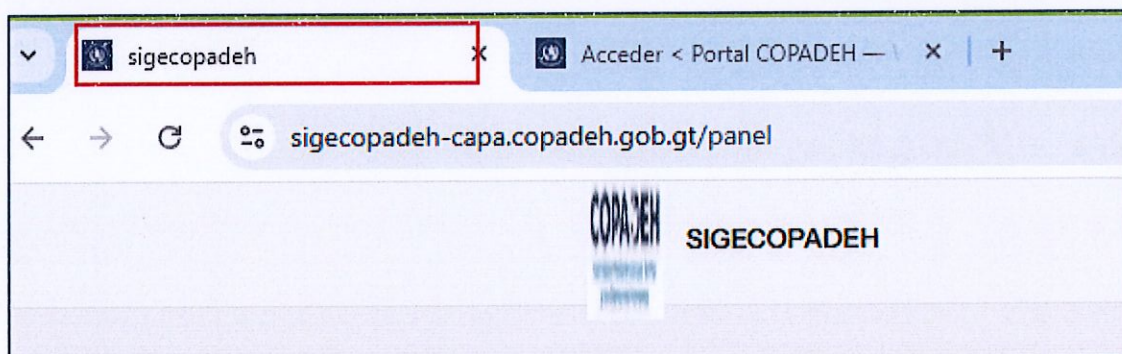 sigecopadeh
Acceder < Portal COPADEH —
sigecopadeh-capa.copadeh.gob.gt/panel
COPADEH
SIGECOPADEH